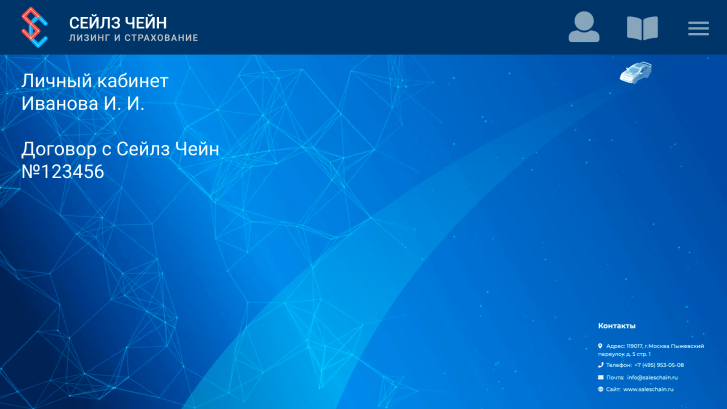 СЕЙЛЗ ЧЕЙН
ЛИЗИНГ И СТРАХОВАНИЕ
Личный кабинет
Иванова И. И.
Договор с Сейлз Чейн
№123456
Контакты
Адрес: 119017, г.Москва Пыжевский
переулок д. 5 стр. 1
Телефон: +7 (495) 953-05-08
Почта: info@saleschain.ru
Сайт: www.saleschain.ru